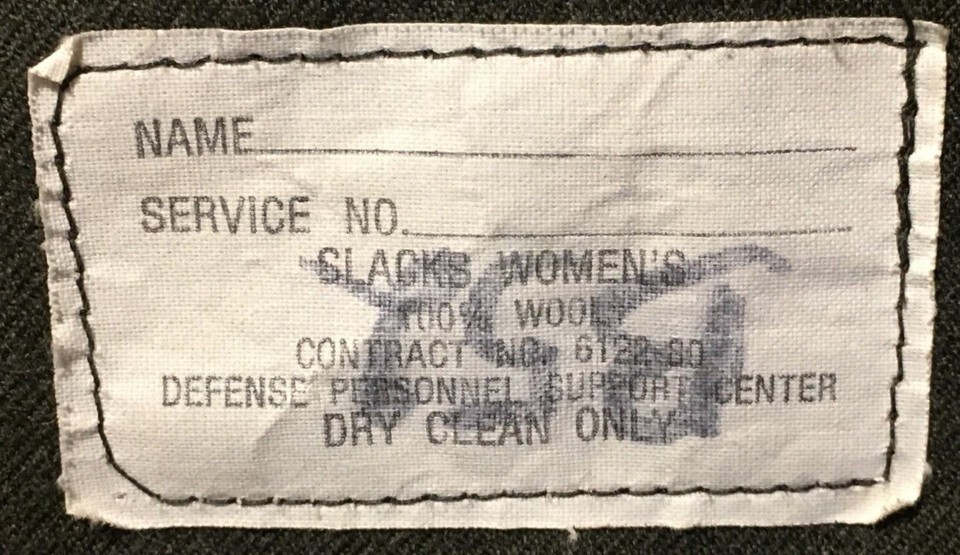 NAME
SERVICE NO.
SLACKS WOMEN'S
100% WOOL
CONTRACT NO. 6122-80
DEFENSE PERSONNEL SUPPORT CENTER
DRY CLEAN ONLY